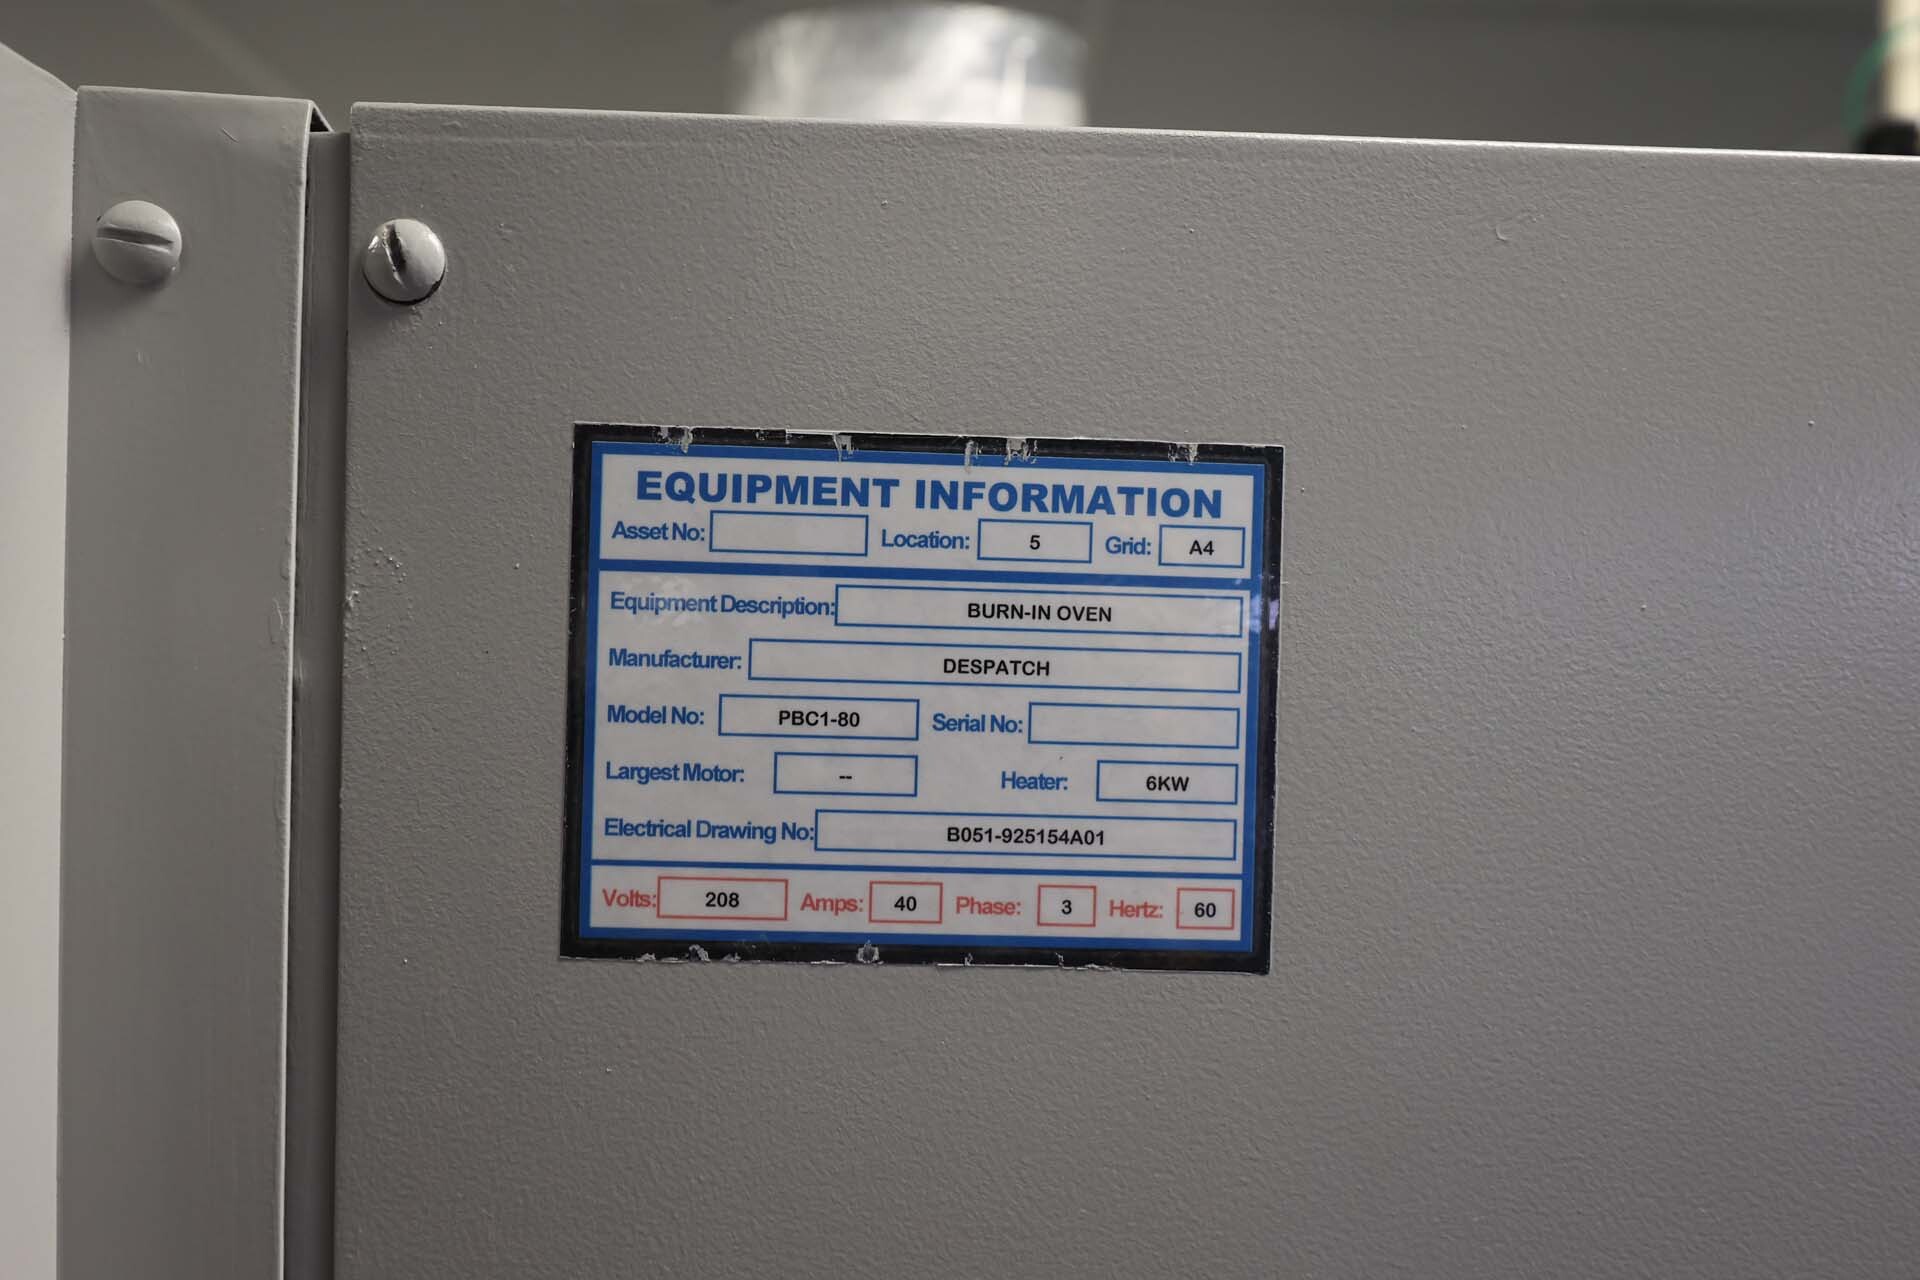 EQUIPMENT INFORMATION
Asset No: Location: 5 Grid: A4
Equipment Description: BURN-IN OVEN
Manufacturer: DESPATCH
Model No: PBC1-80 Serial No:
Largest Motor: -- Heater: 6KW
Electrical Drawing No: B051-925154A01
Volts: 208 Amps: 40 Phase: 3 Hertz: 60